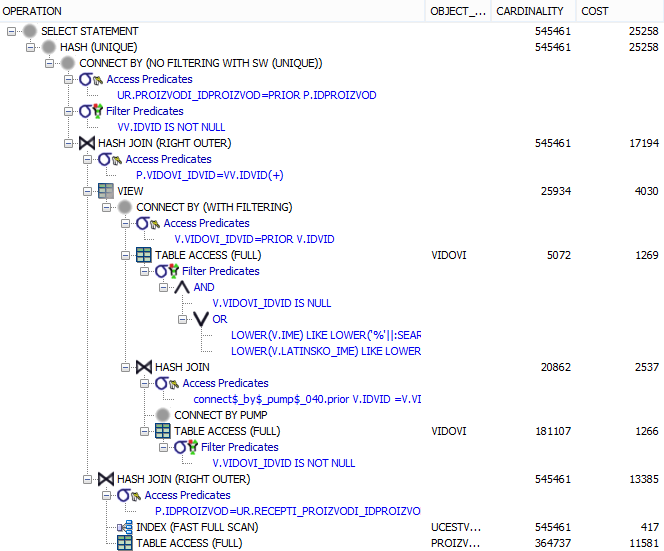 OPERATION OBJECT_... CARDINALITY COST
SELECT STATEMENT 545461 25258
HASH (UNIQUE) 545461 25258
CONNECT BY (NO FILTERING WITH SW (UNIQUE))
Access Predicates
UR.PROIZVODI_IDPROIZVOD=PRIOR P.IDPROIZVOD
Filter Predicates
VV.IDVID IS NOT NULL
HASH JOIN (RIGHT OUTER) 545461 17194
Access Predicates
P.VIDOVI_IDVID=VV.IDVID(+)
VIEW 25934 4030
CONNECT BY (WITH FILTERING)
Access Predicates
V.VIDOVI_IDVID=PRIOR V.IDVID
TABLE ACCESS (FULL) VIDOVI 5072 1269
Filter Predicates
AND
V.VIDOVI_IDVID IS NULL
OR
LOWER(V.IME) LIKE LOWER('%'||:SEAR
LOWER(V.LATINSKO_IME) LIKE LOWER
HASH JOIN 20862 2537
Access Predicates
connect$_by$_pump$_040.prior V.IDVID =V.VI
CONNECT BY PUMP
TABLE ACCESS (FULL) VIDOVI 181107 1266
Filter Predicates
V.VIDOVI_IDVID IS NOT NULL
HASH JOIN (RIGHT OUTER) 545461 13385
Access Predicates
P.IDPROIZVOD=UR.RECEPTI_PROIZVODI_IDPROIZVO
INDEX (FAST FULL SCAN) UCESTV... 545461 417
TABLE ACCESS (FULL) PROIZV... 364737 11581